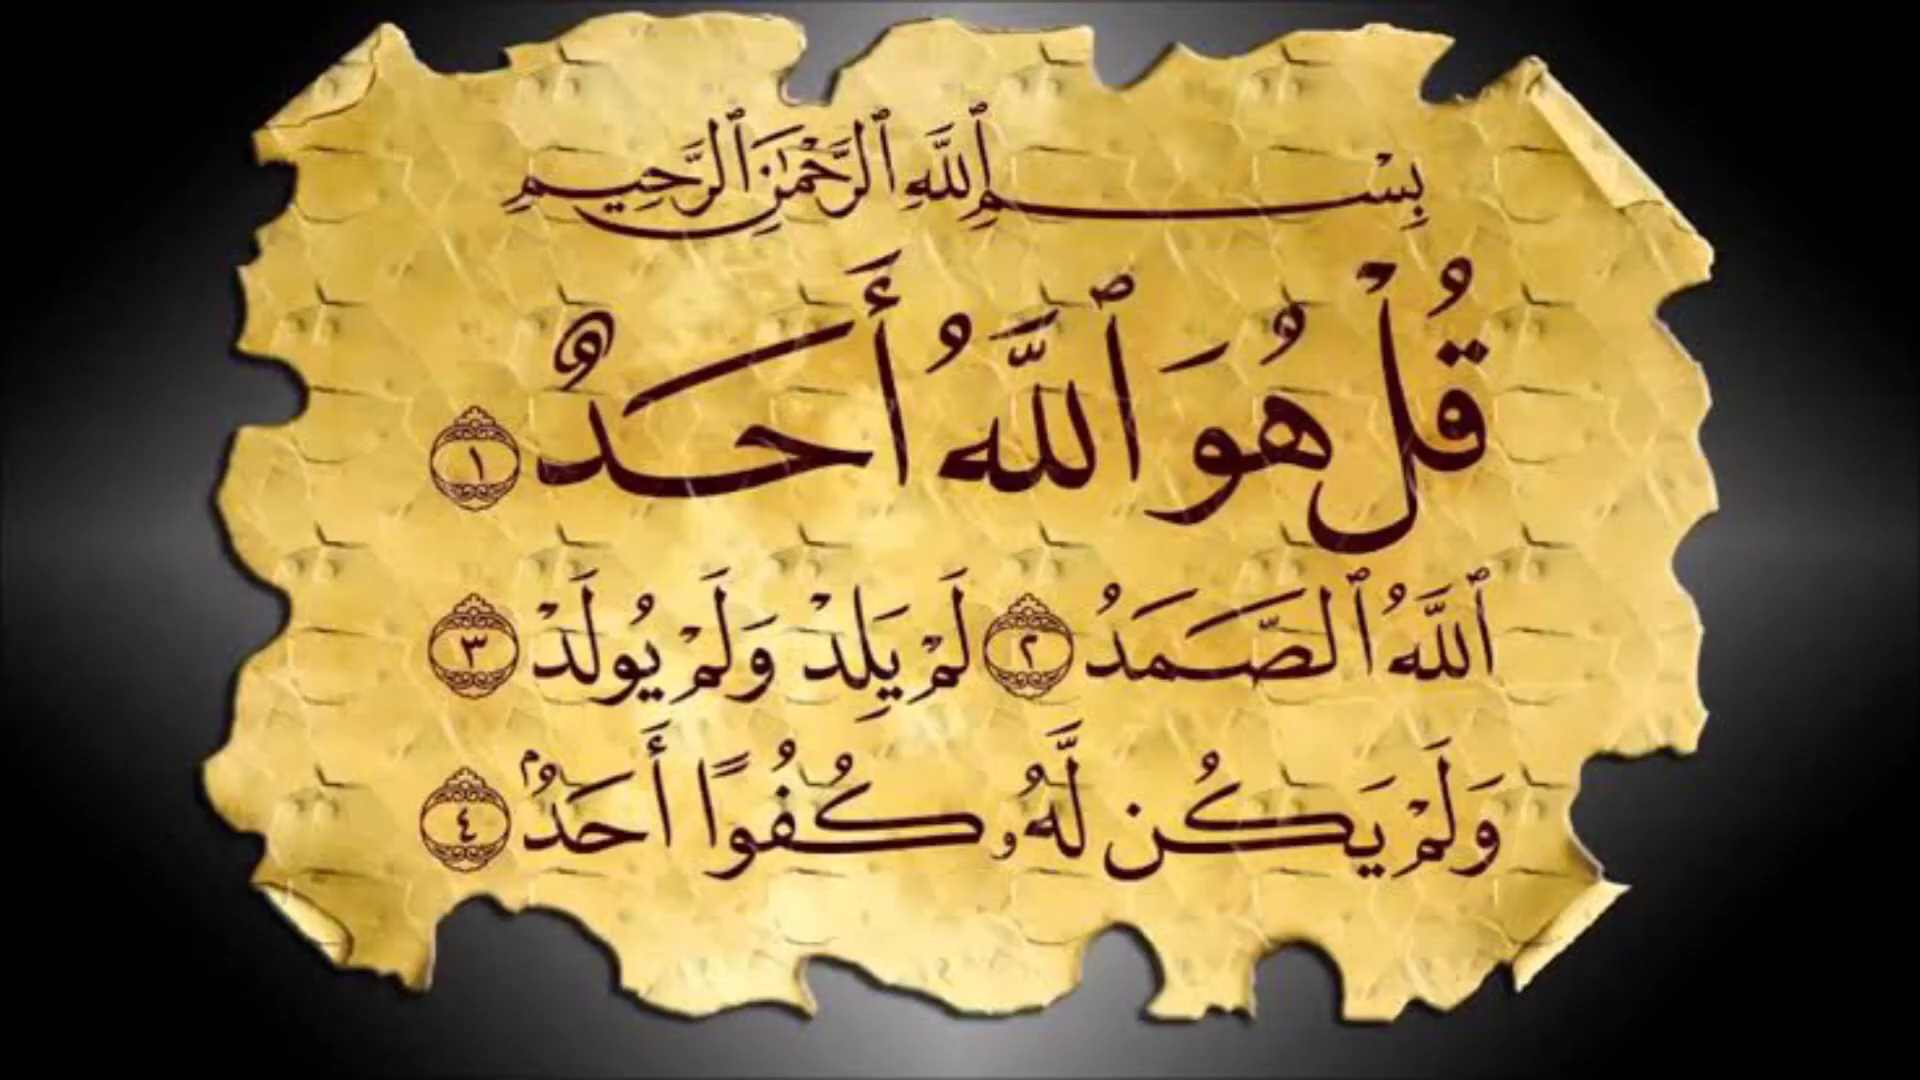 بِسْمِ ٱللَّهِ ٱلرَّحْمَٰنِ ٱلرَّحِيمِ
قُلْ هُوَ ٱللَّهُ أَحَدٌ ١
ٱللَّهُ ٱلصَّمَدُ ٢ لَمْ يَلِدْ وَلَمْ يُولَدْ ٣
وَلَمْ يَكُن لَّهُۥ كُفُوًا أَحَدٌۢ ٤